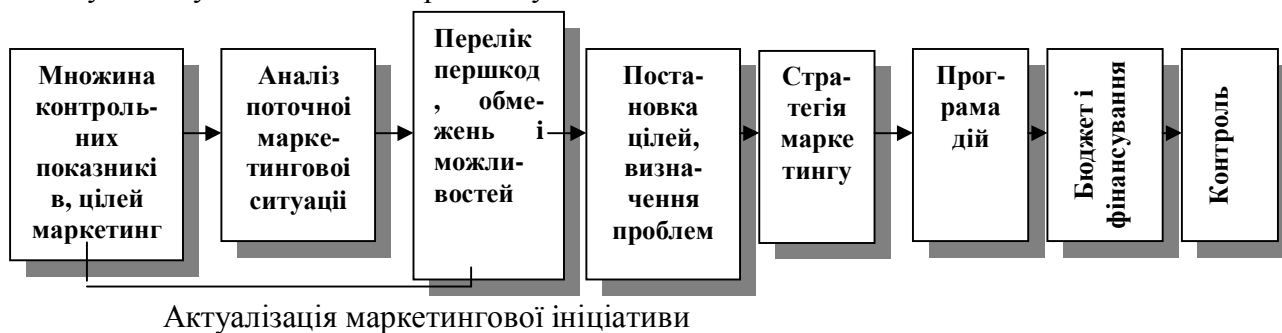 Множина
контроль-
них
показникі
в, цілей
маркетинг
Аналіз
поточної
марке-
тингової
ситуації
Перелік
першкод
, обме-
жень і
можли-
востей
Поста-
новка
цілей,
визна-
чення
проблем
Стра-
тегія
марке
тингу
Прог-
рама
дій
Бюджет і
фінансування
Контроль
Актуалізація маркетингової ініціативи